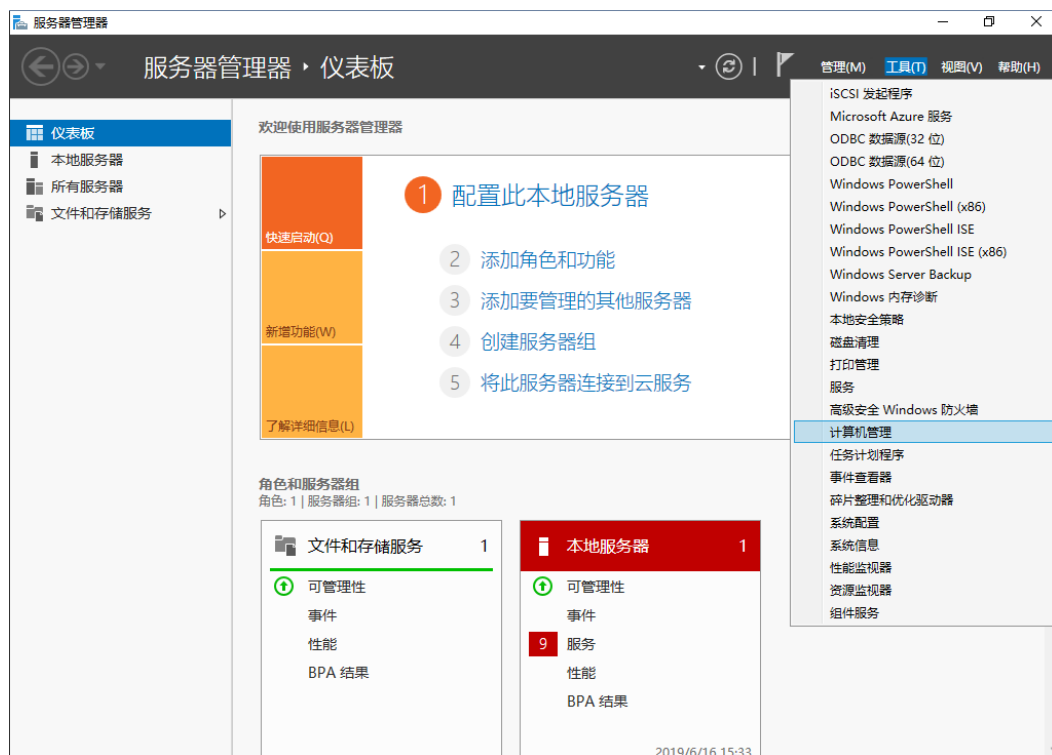 服务器管理器
服务器管理器 · 仪表板
管理(M) 工具(T) 视图(V) 帮助(H)
iSCSI 发起程序
Microsoft Azure 服务
ODBC 数据源(32 位)
ODBC 数据源(64 位)
Windows PowerShell
Windows PowerShell (x86)
Windows PowerShell ISE
Windows PowerShell ISE (x86)
Windows Server Backup
Windows 内存诊断
本地安全策略
磁盘清理
打印管理
服务
高级安全 Windows 防火墙
计算机管理
任务计划程序
事件查看器
碎片整理和优化驱动器
系统配置
系统信息
性能监视器
资源监视器
组件服务
仪表板
本地服务器
所有服务器
文件和存储服务
欢迎使用服务器管理器
快速启动(Q)
新增功能(W)
了解详细信息(L)
1 配置此本地服务器
2 添加角色和功能
3 添加要管理的其他服务器
4 创建服务器组
5 将此服务器连接到云服务
角色和服务器组
角色: 1 | 服务器组: 1 | 服务器总数: 1
文件和存储服务 1
可管理性
事件
性能
BPA 结果
本地服务器 1
可管理性
事件
9 服务
性能
BPA 结果
2019/6/16 15:33